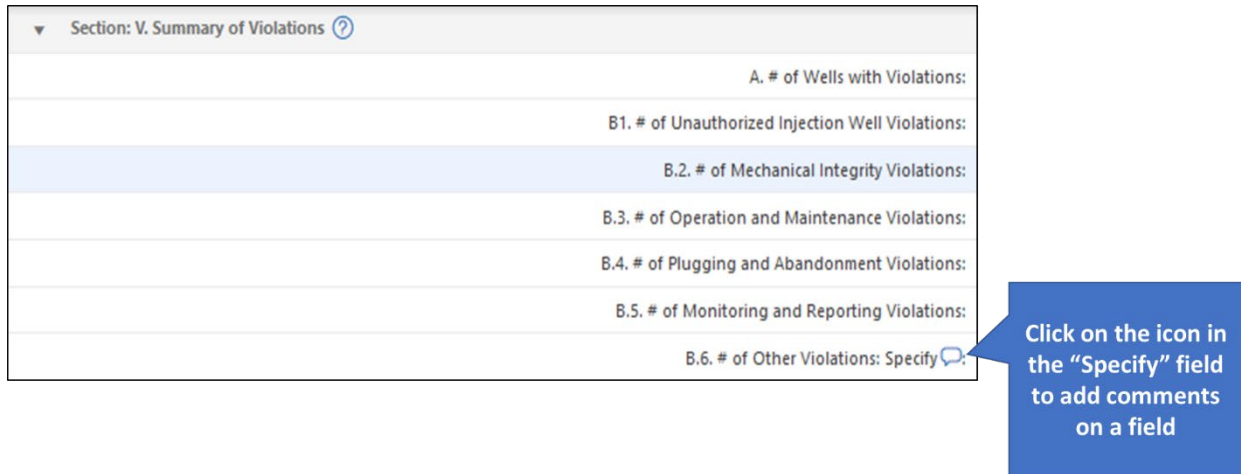 Section: V. Summary of Violations ?
A. # of Wells with Violations:
B1. # of Unauthorized Injection Well Violations:
B.2. # of Mechanical Integrity Violations:
B.3. # of Operation and Maintenance Violations:
B.4. # of Plugging and Abandonment Violations:
B.5. # of Monitoring and Reporting Violations:
B.6. # of Other Violations: Specify :
Click on the icon in
the “Specify” field
to add comments
on a field